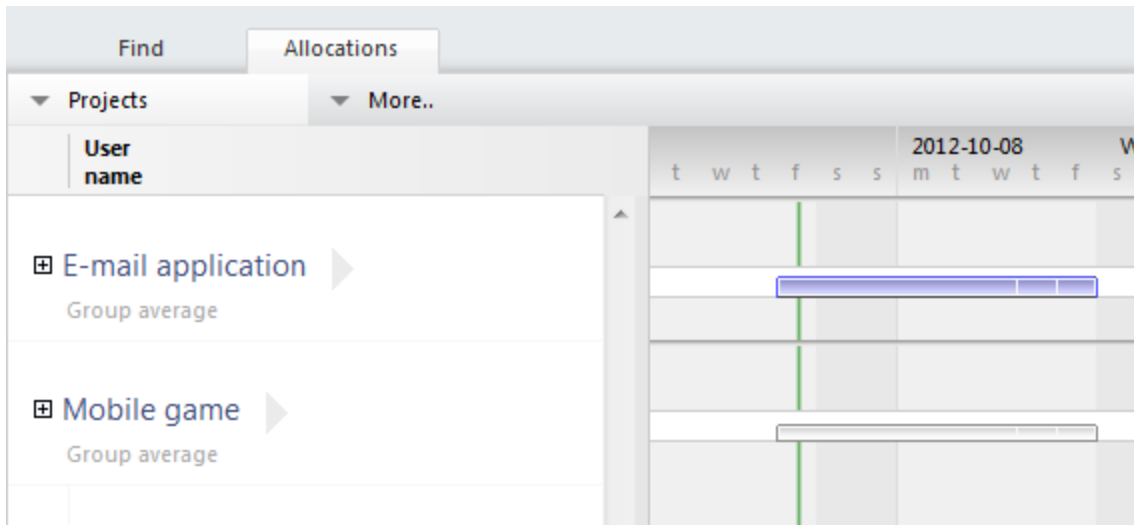 Find Allocations
Projects More..
User 2012-10-08 W
name t w t f s s m t w t f s
E-mail application
Group average
Mobile game
Group average